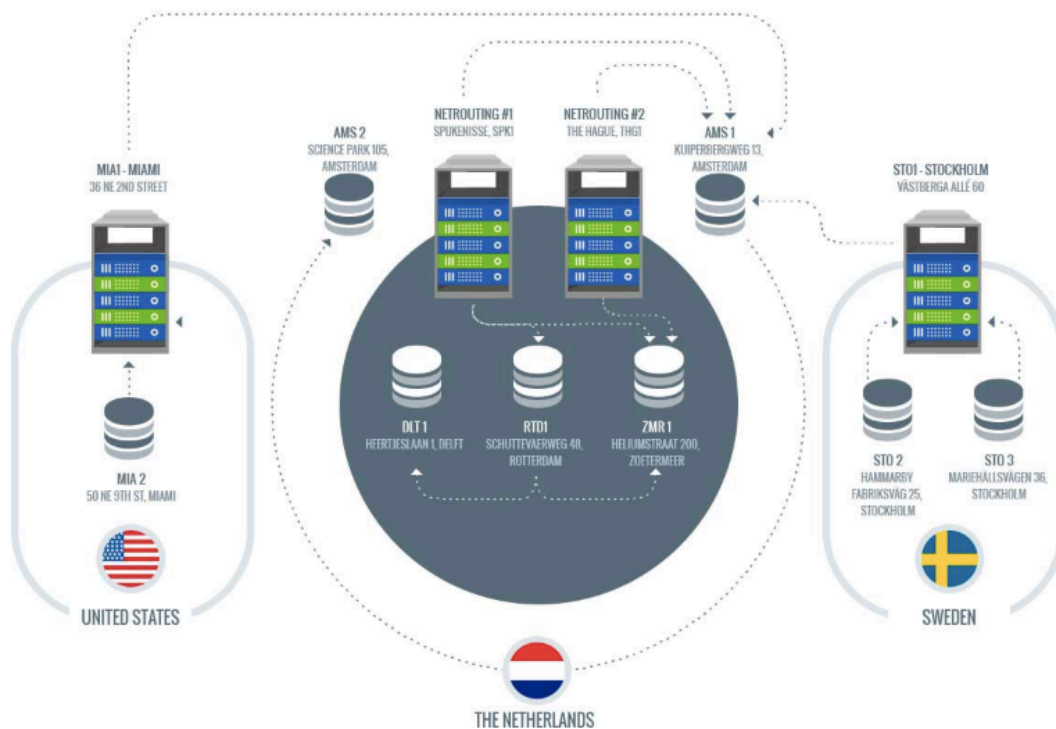 NETROUTING #1
SPIJKENISSE, SPK1
NETROUTING #2
THE HAGUE, THG1
AMS 2
SCIENCE PARK 105,
AMSTERDAM
AMS 1
KUIPERBERGWEG 13,
AMSTERDAM
MIA1 - MIAMI
36 NE 2ND STREET
STO1 - STOCKHOLM
VÄSTBERGA ALLÉ 60
DLT 1
HEERTJESLAAN 1, DELFT
RTD1
SCHUTTEVAERWEG 48,
ROTTERDAM
ZMR 1
HELIUMSTRAAT 200,
ZOETERMEER
MIA 2
50 NE 9TH ST, MIAMI
STO 2
HAMMARBY
FABRIKSVÄG 25,
STOCKHOLM
STO 3
MARIEHÄLLSVÄGEN 36,
STOCKHOLM
UNITED STATES
SWEDEN
THE NETHERLANDS